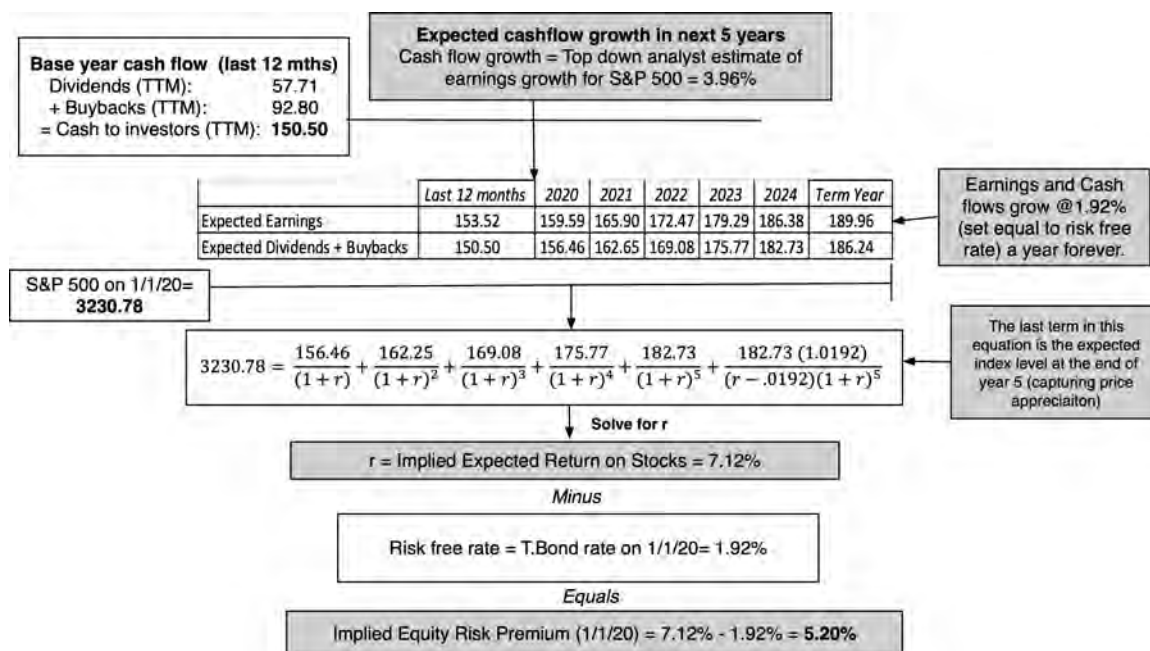 Expected cashflow growth in next 5 years
Cash flow growth = Top down analyst estimate of
earnings growth for S&P 500 = 3.96%
Base year cash flow (last 12 mths)
Dividends (TTM): 57.71
+ Buybacks (TTM): 92.80
= Cash to investors (TTM): 150.50
Last 12 months 2020 2021 2022 2023 2024 Term Year
Expected Earnings 153.52 159.59 165.90 172.47 179.29 186.38 189.96
Expected Dividends + Buybacks 150.50 156.46 162.65 169.08 175.77 182.73 186.24
Earnings and Cash
flows grow @1.92%
(set equal to risk free
rate) a year forever.
S&P 500 on 1/1/20=
3230.78
3230.78 = 156.46/(1 + r) + 162.25/(1 + r)^2 + 169.08/(1 + r)^3 + 175.77/(1 + r)^4 + 182.73/(1 + r)^5 + 182.73 (1.0192)/((r − .0192)(1 + r)^5)
The last term in this
equation is the expected
index level at the end of
year 5 (capturing price
appreciaiton)
Solve for r
r = Implied Expected Return on Stocks = 7.12%
Minus
Risk free rate = T.Bond rate on 1/1/20= 1.92%
Equals
Implied Equity Risk Premium (1/1/20) = 7.12% - 1.92% = 5.20%